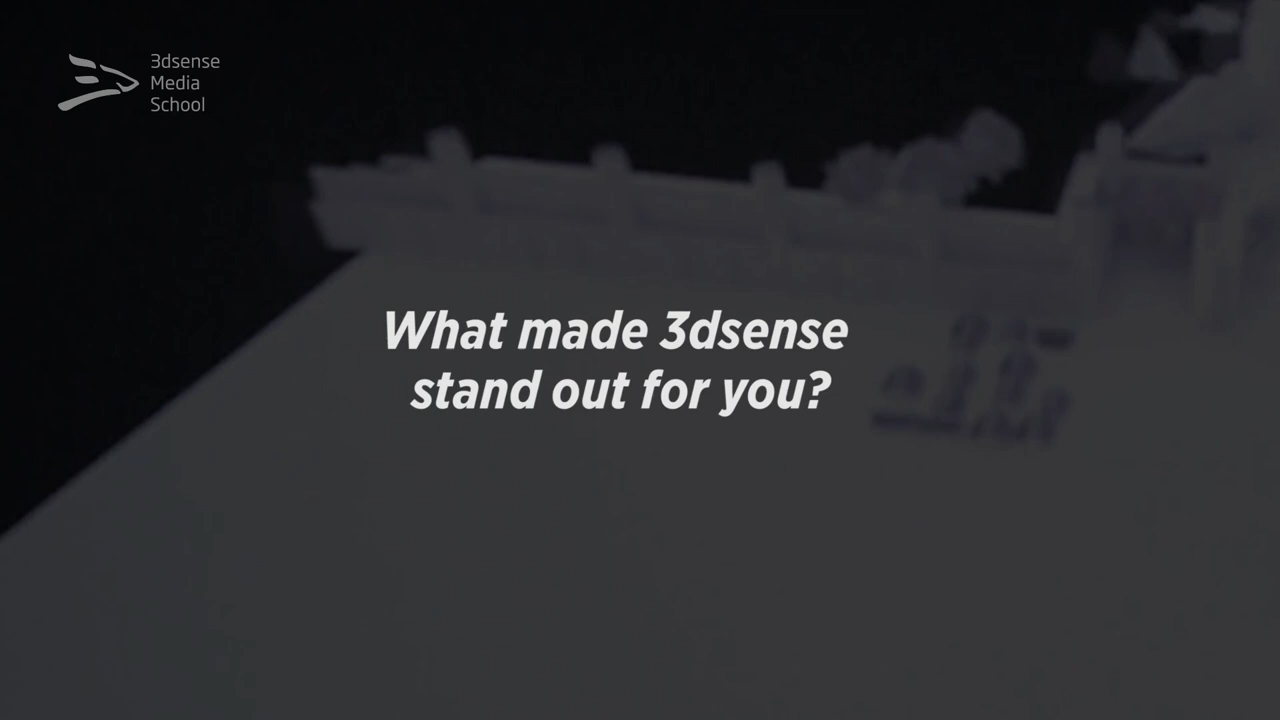 3dsense
Media
School
What made 3dsense
stand out for you?